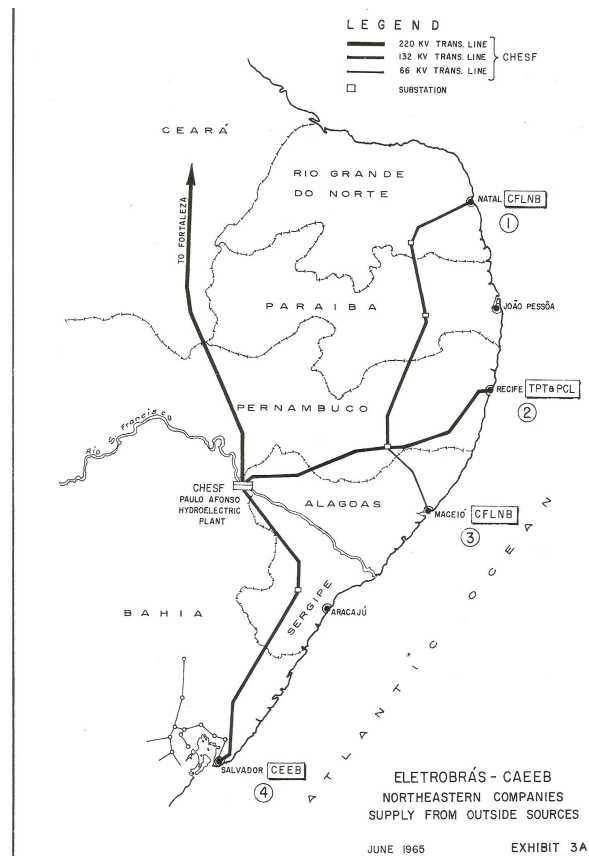 LEGEND
220 KV TRANS. LINE
132 KV TRANS. LINE
66 KV TRANS. LINE
CHESF
SUBSTATION
CEARÁ
RIO GRANDE
DO NORTE
TO FORTALEZA
NATAL CFLNB
1
PARAIBA
JOÃO PESSÔA
RECIFE TPT & PCL
2
PERNAMBUCO
Rio S. Francisco
CHESF
PAULO AFONSO
HYDROELECTRIC
PLANT
ALAGOAS
MACEIÓ CFLNB
3
SERGIPE
ARACAJÚ
BAHIA
ATLANTIC OCEAN
SALVADOR CEEB
4
ELETROBRÁS - CAEEB
NORTHEASTERN COMPANIES
SUPPLY FROM OUTSIDE SOURCES
JUNE 1965 EXHIBIT 3A